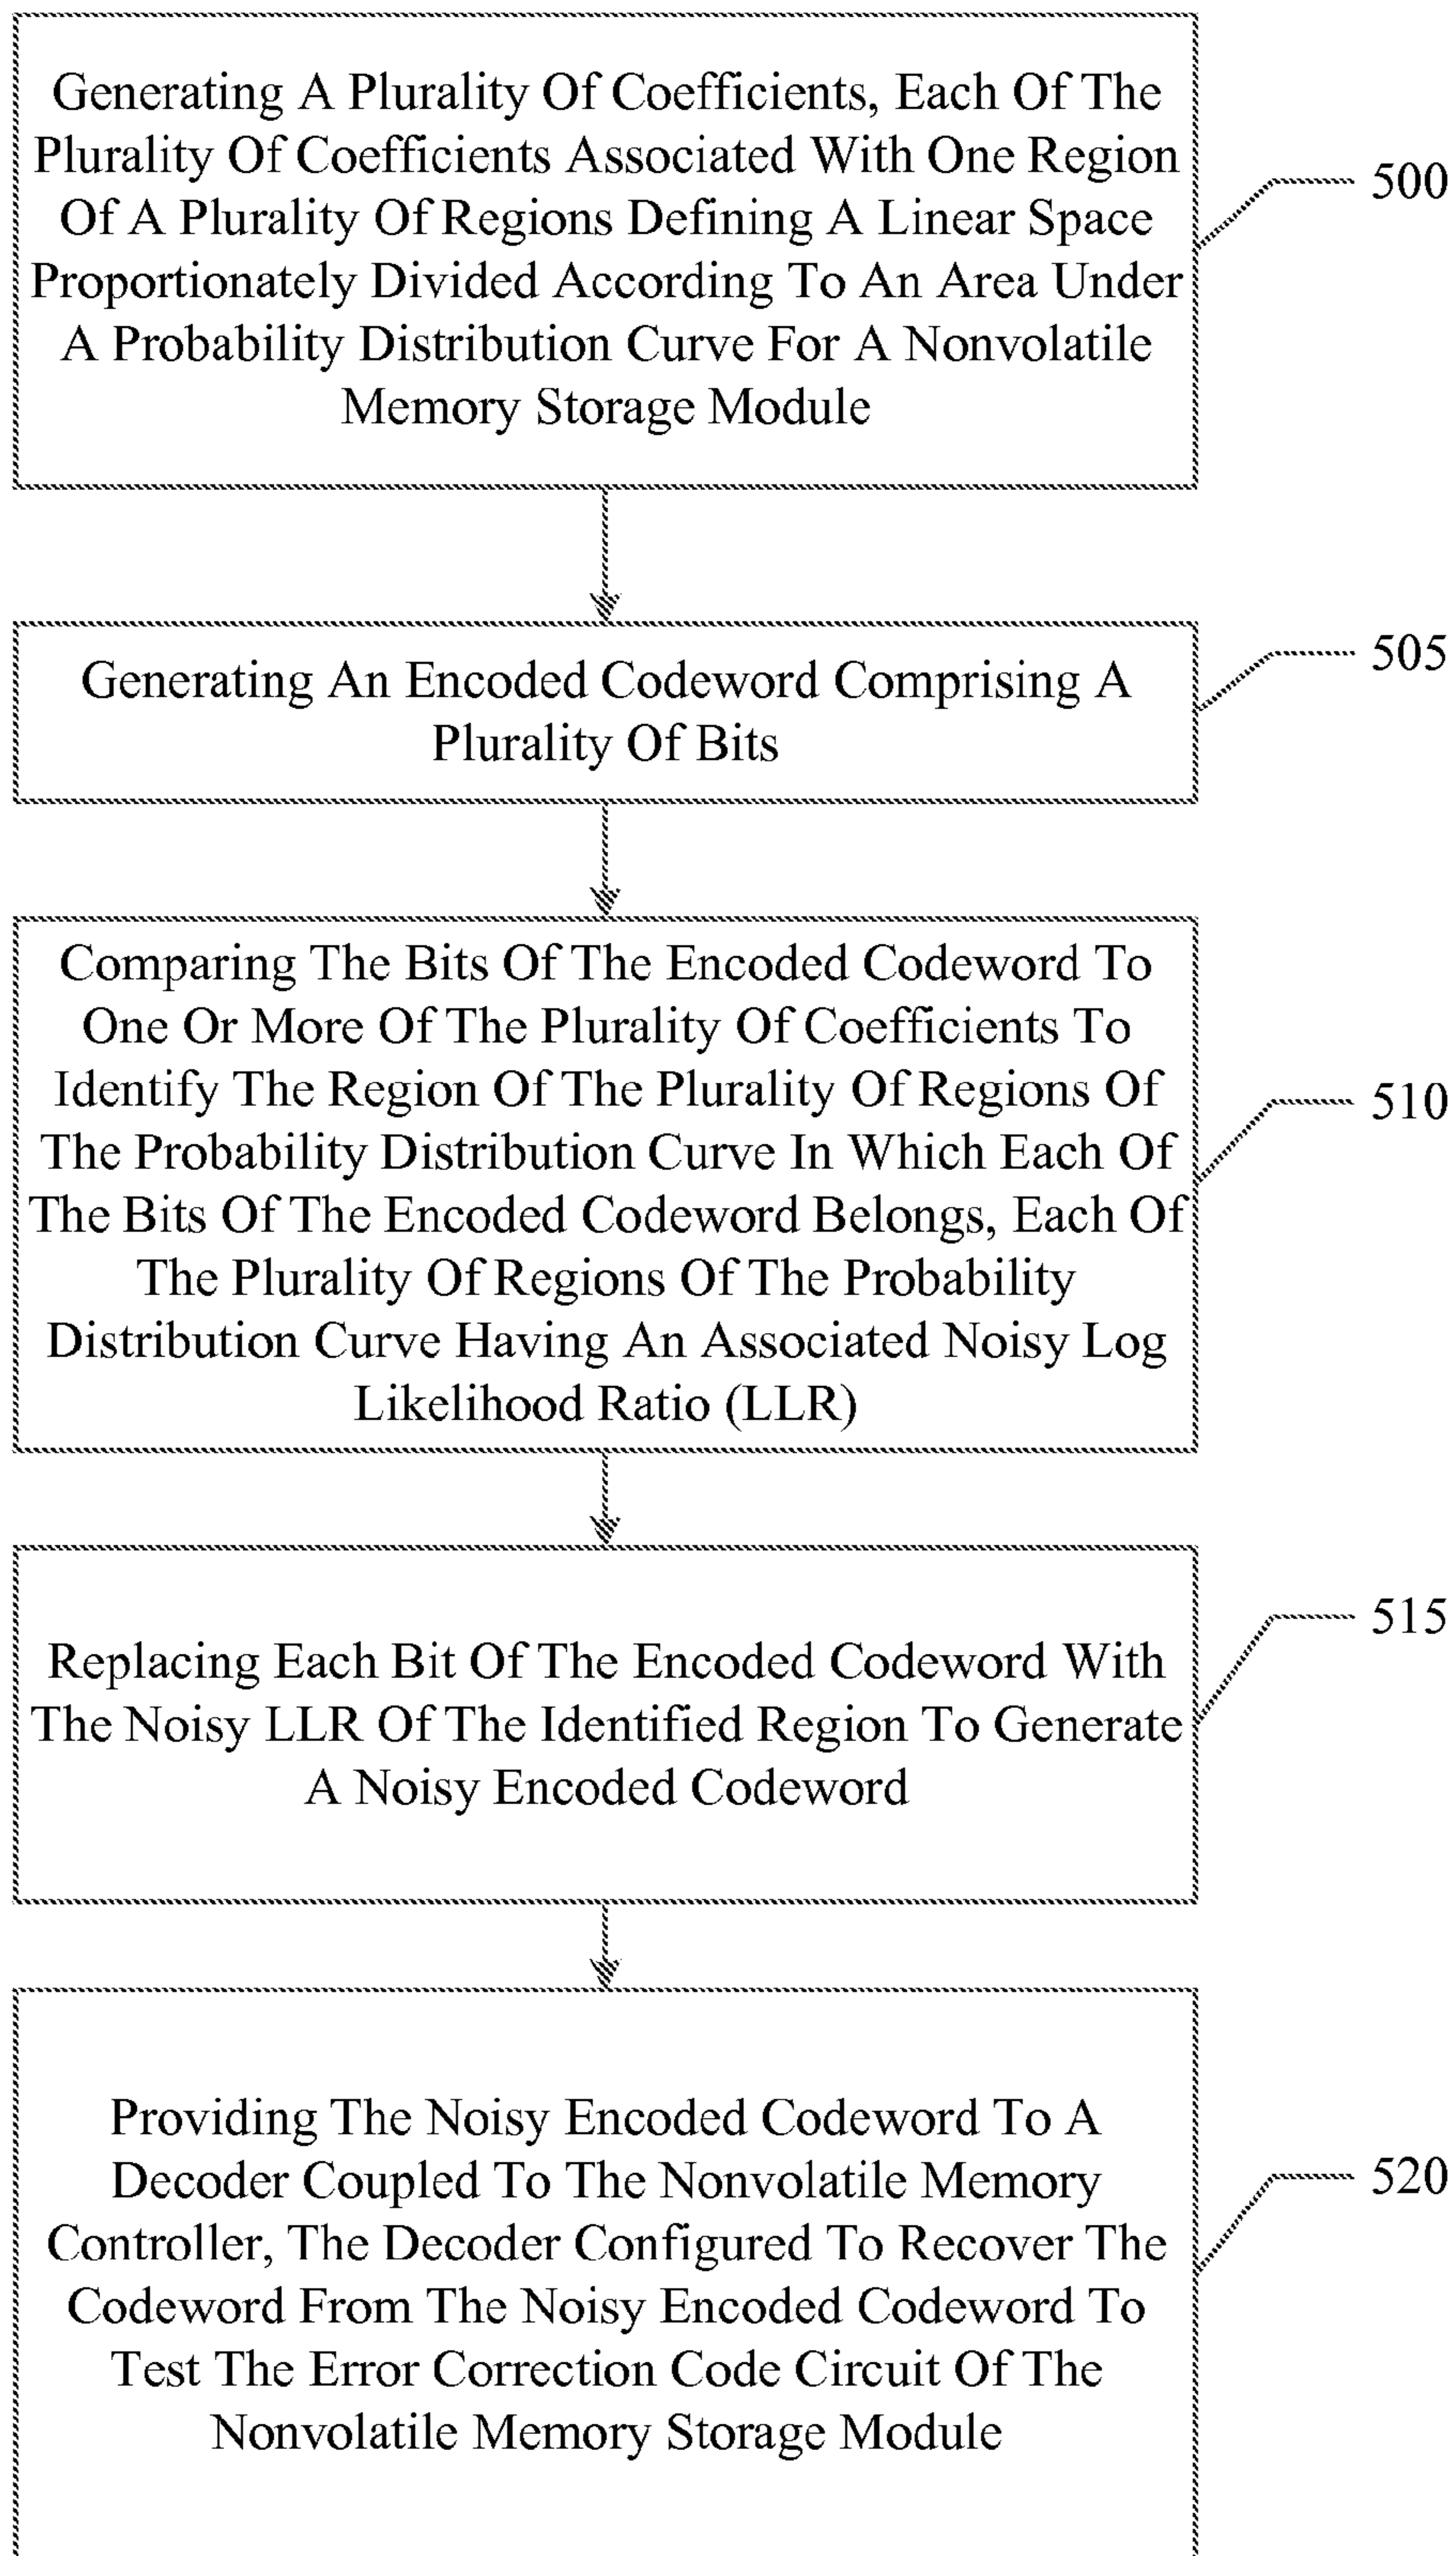 Generating A Plurality Of Coefficients, Each Of The
Plurality Of Coefficients Associated With One Region
Of A Plurality Of Regions Defining A Linear Space
Proportionately Divided According To An Area Under
A Probability Distribution Curve For A Nonvolatile
Memory Storage Module
500
Generating An Encoded Codeword Comprising A
Plurality Of Bits
505
Comparing The Bits Of The Encoded Codeword To
One Or More Of The Plurality Of Coefficients To
Identify The Region Of The Plurality Of Regions Of
The Probability Distribution Curve In Which Each Of
The Bits Of The Encoded Codeword Belongs, Each Of
The Plurality Of Regions Of The Probability
Distribution Curve Having An Associated Noisy Log
Likelihood Ratio (LLR)
510
Replacing Each Bit Of The Encoded Codeword With
The Noisy LLR Of The Identified Region To Generate
A Noisy Encoded Codeword
515
Providing The Noisy Encoded Codeword To A
Decoder Coupled To The Nonvolatile Memory
Controller, The Decoder Configured To Recover The
Codeword From The Noisy Encoded Codeword To
Test The Error Correction Code Circuit Of The
Nonvolatile Memory Storage Module
520